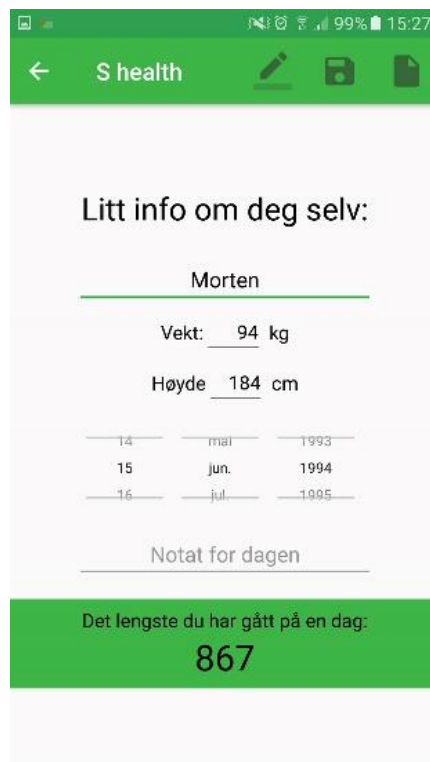 99% 15:27
S health
Litt info om deg selv:
Morten
Vekt: 94 kg
Høyde 184 cm
14 mai 1993
15 jun. 1994
16 jul. 1995
Notat for dagen
Det lengste du har gått på en dag:
867